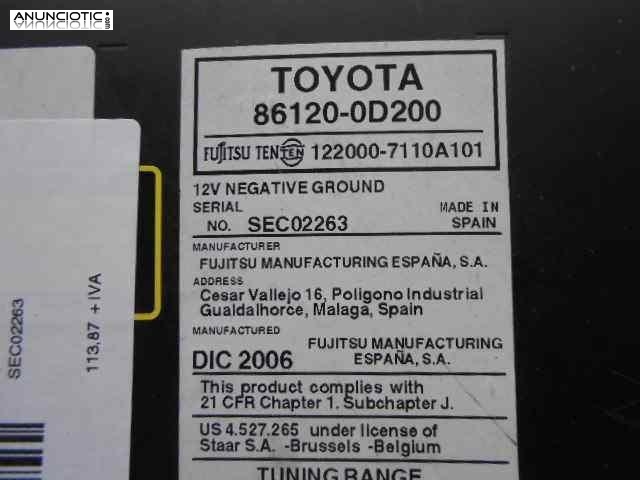 ANUNCIOTIC.es
TOYOTA
86120-0D200
FUJITSU TEN TEN 122000-7110A101
12V NEGATIVE GROUND
SERIAL
NO. SEC02263
MADE IN
SPAIN
MANUFACTURER
FUJITSU MANUFACTURING ESPAÑA, S.A.
ADDRESS
Cesar Vallejo 16, Poligono Industrial
Gualdalhorce, Malaga, Spain
MANUFACTURED
DIC 2006
FUJITSU MANUFACTURING
ESPAÑA, S.A.
This product complies with
21 CFR Chapter 1. Subchapter J.
US 4.527.265 under license of
Staar S.A. -Brussels -Belgium
TUNING RANGE
SEC02263
113,87 + IVA